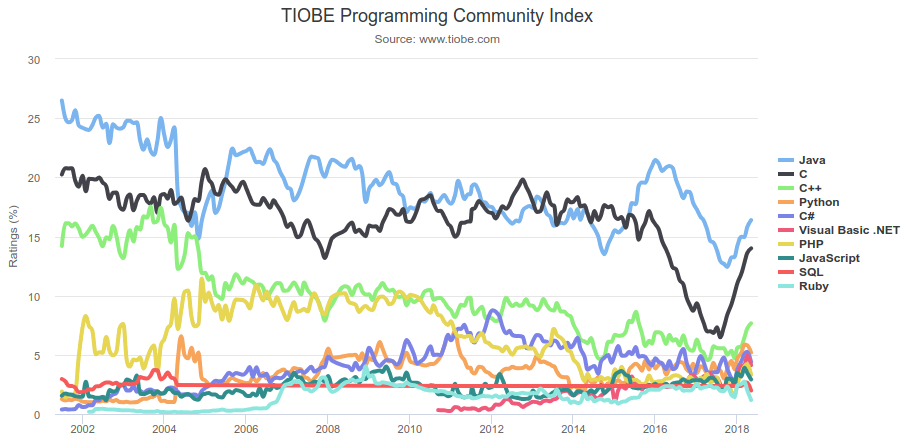 TIOBE Programming Community Index
Source: www.tiobe.com
Ratings (%)
30
25
20
15
10
5
0
2002 2004 2006 2008 2010 2012 2014 2016 2018
Java
C
C++
Python
C#
Visual Basic .NET
PHP
JavaScript
SQL
Ruby